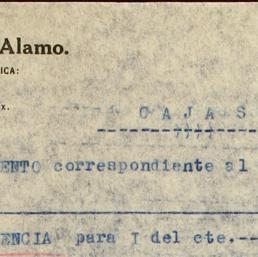 Alamo.
ICA:
x.
C A J A S
ENTO correspondiente al
ENCIA para I del cte.--